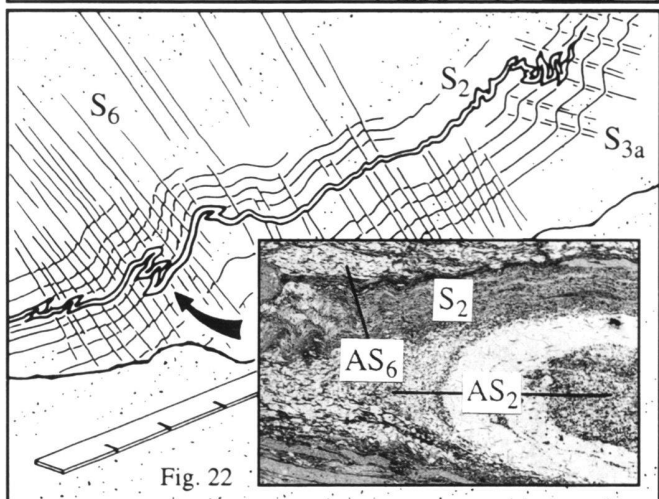 S₆
S₂
S₃ₐ
S₂
AS₆
AS₂
Fig. 22